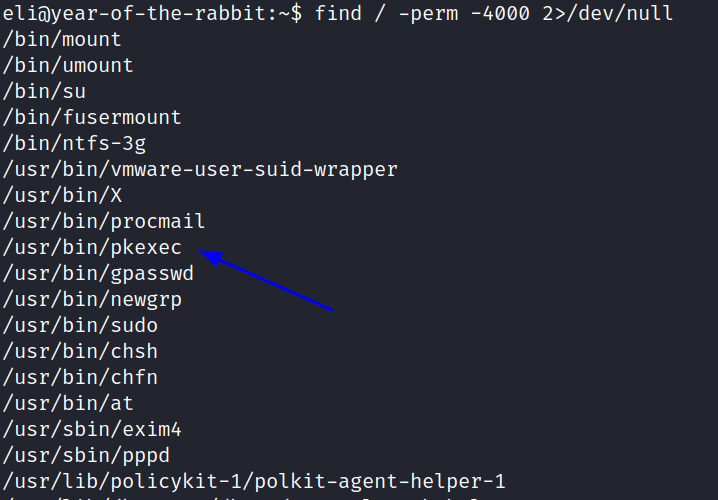 eli@year-of-the-rabbit:~$ find / -perm -4000 2>/dev/null
/bin/mount
/bin/umount
/bin/su
/bin/fusermount
/bin/ntfs-3g
/usr/bin/vmware-user-suid-wrapper
/usr/bin/X
/usr/bin/procmail
/usr/bin/pkexec
/usr/bin/gpasswd
/usr/bin/newgrp
/usr/bin/sudo
/usr/bin/chsh
/usr/bin/chfn
/usr/bin/at
/usr/sbin/exim4
/usr/sbin/pppd
/usr/lib/policykit-1/polkit-agent-helper-1